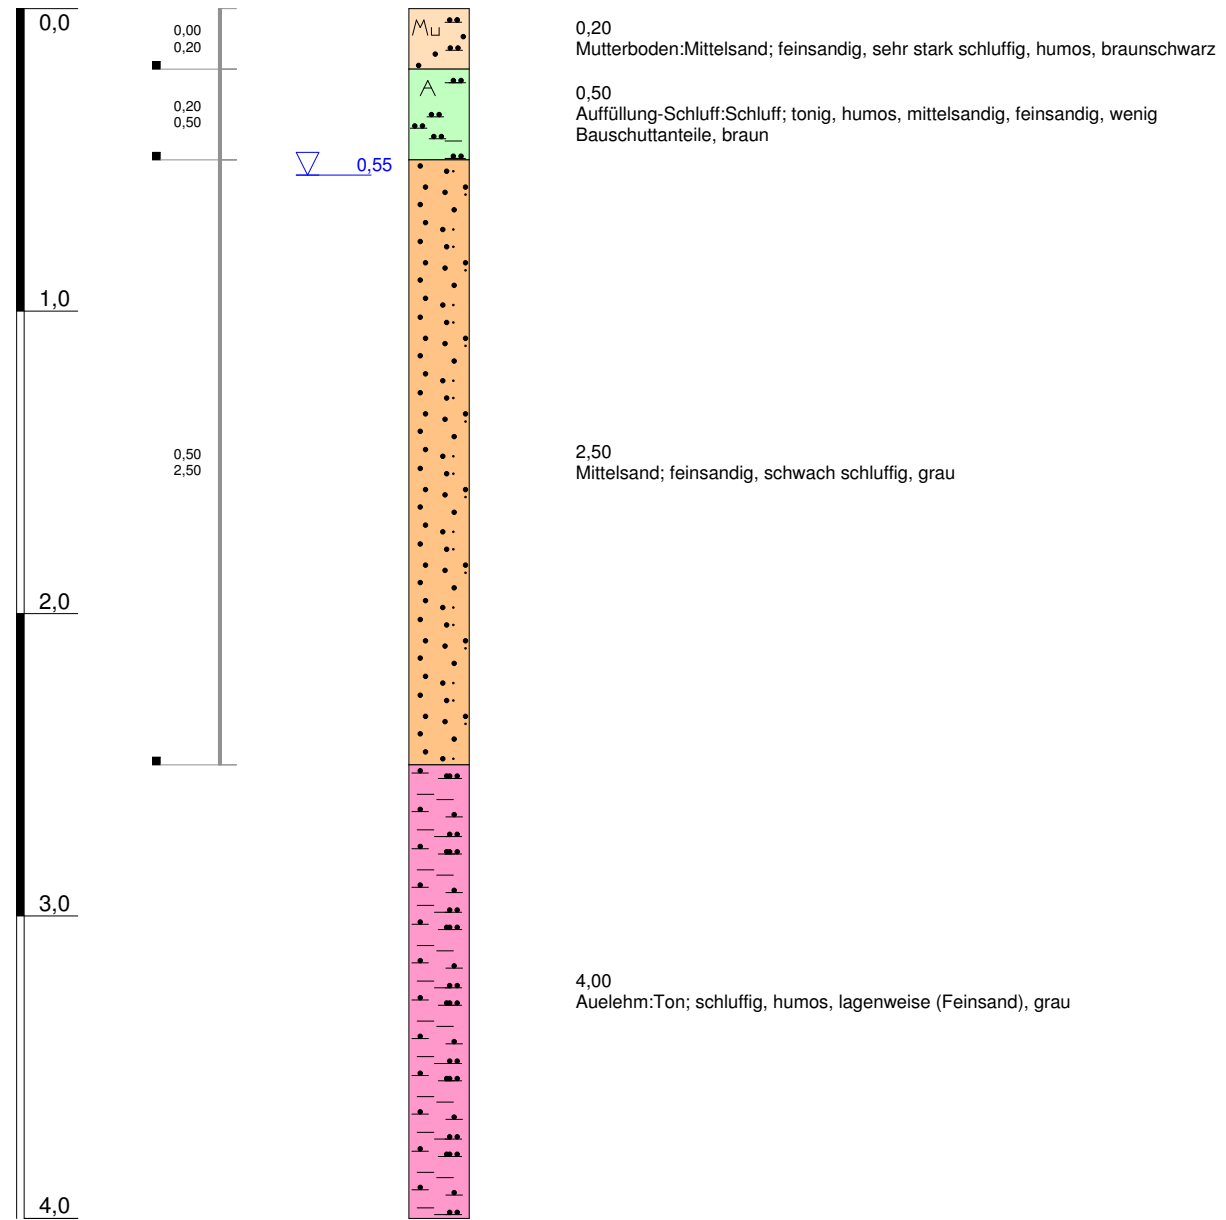 0,0
0,00
0,20
Mu
0,20
Mutterboden:Mittelsand; feinsandig, sehr stark schluffig, humos, braunschwarz
0,20
0,50
A
0,50
Auffüllung-Schluff:Schluff; tonig, humos, mittelsandig, feinsandig, wenig
Bauschuttanteile, braun
0,55
1,0
0,50
2,50
2,50
Mittelsand; feinsandig, schwach schluffig, grau
2,0
3,0
4,00
Auelehm:Ton; schluffig, humos, lagenweise (Feinsand), grau
4,0